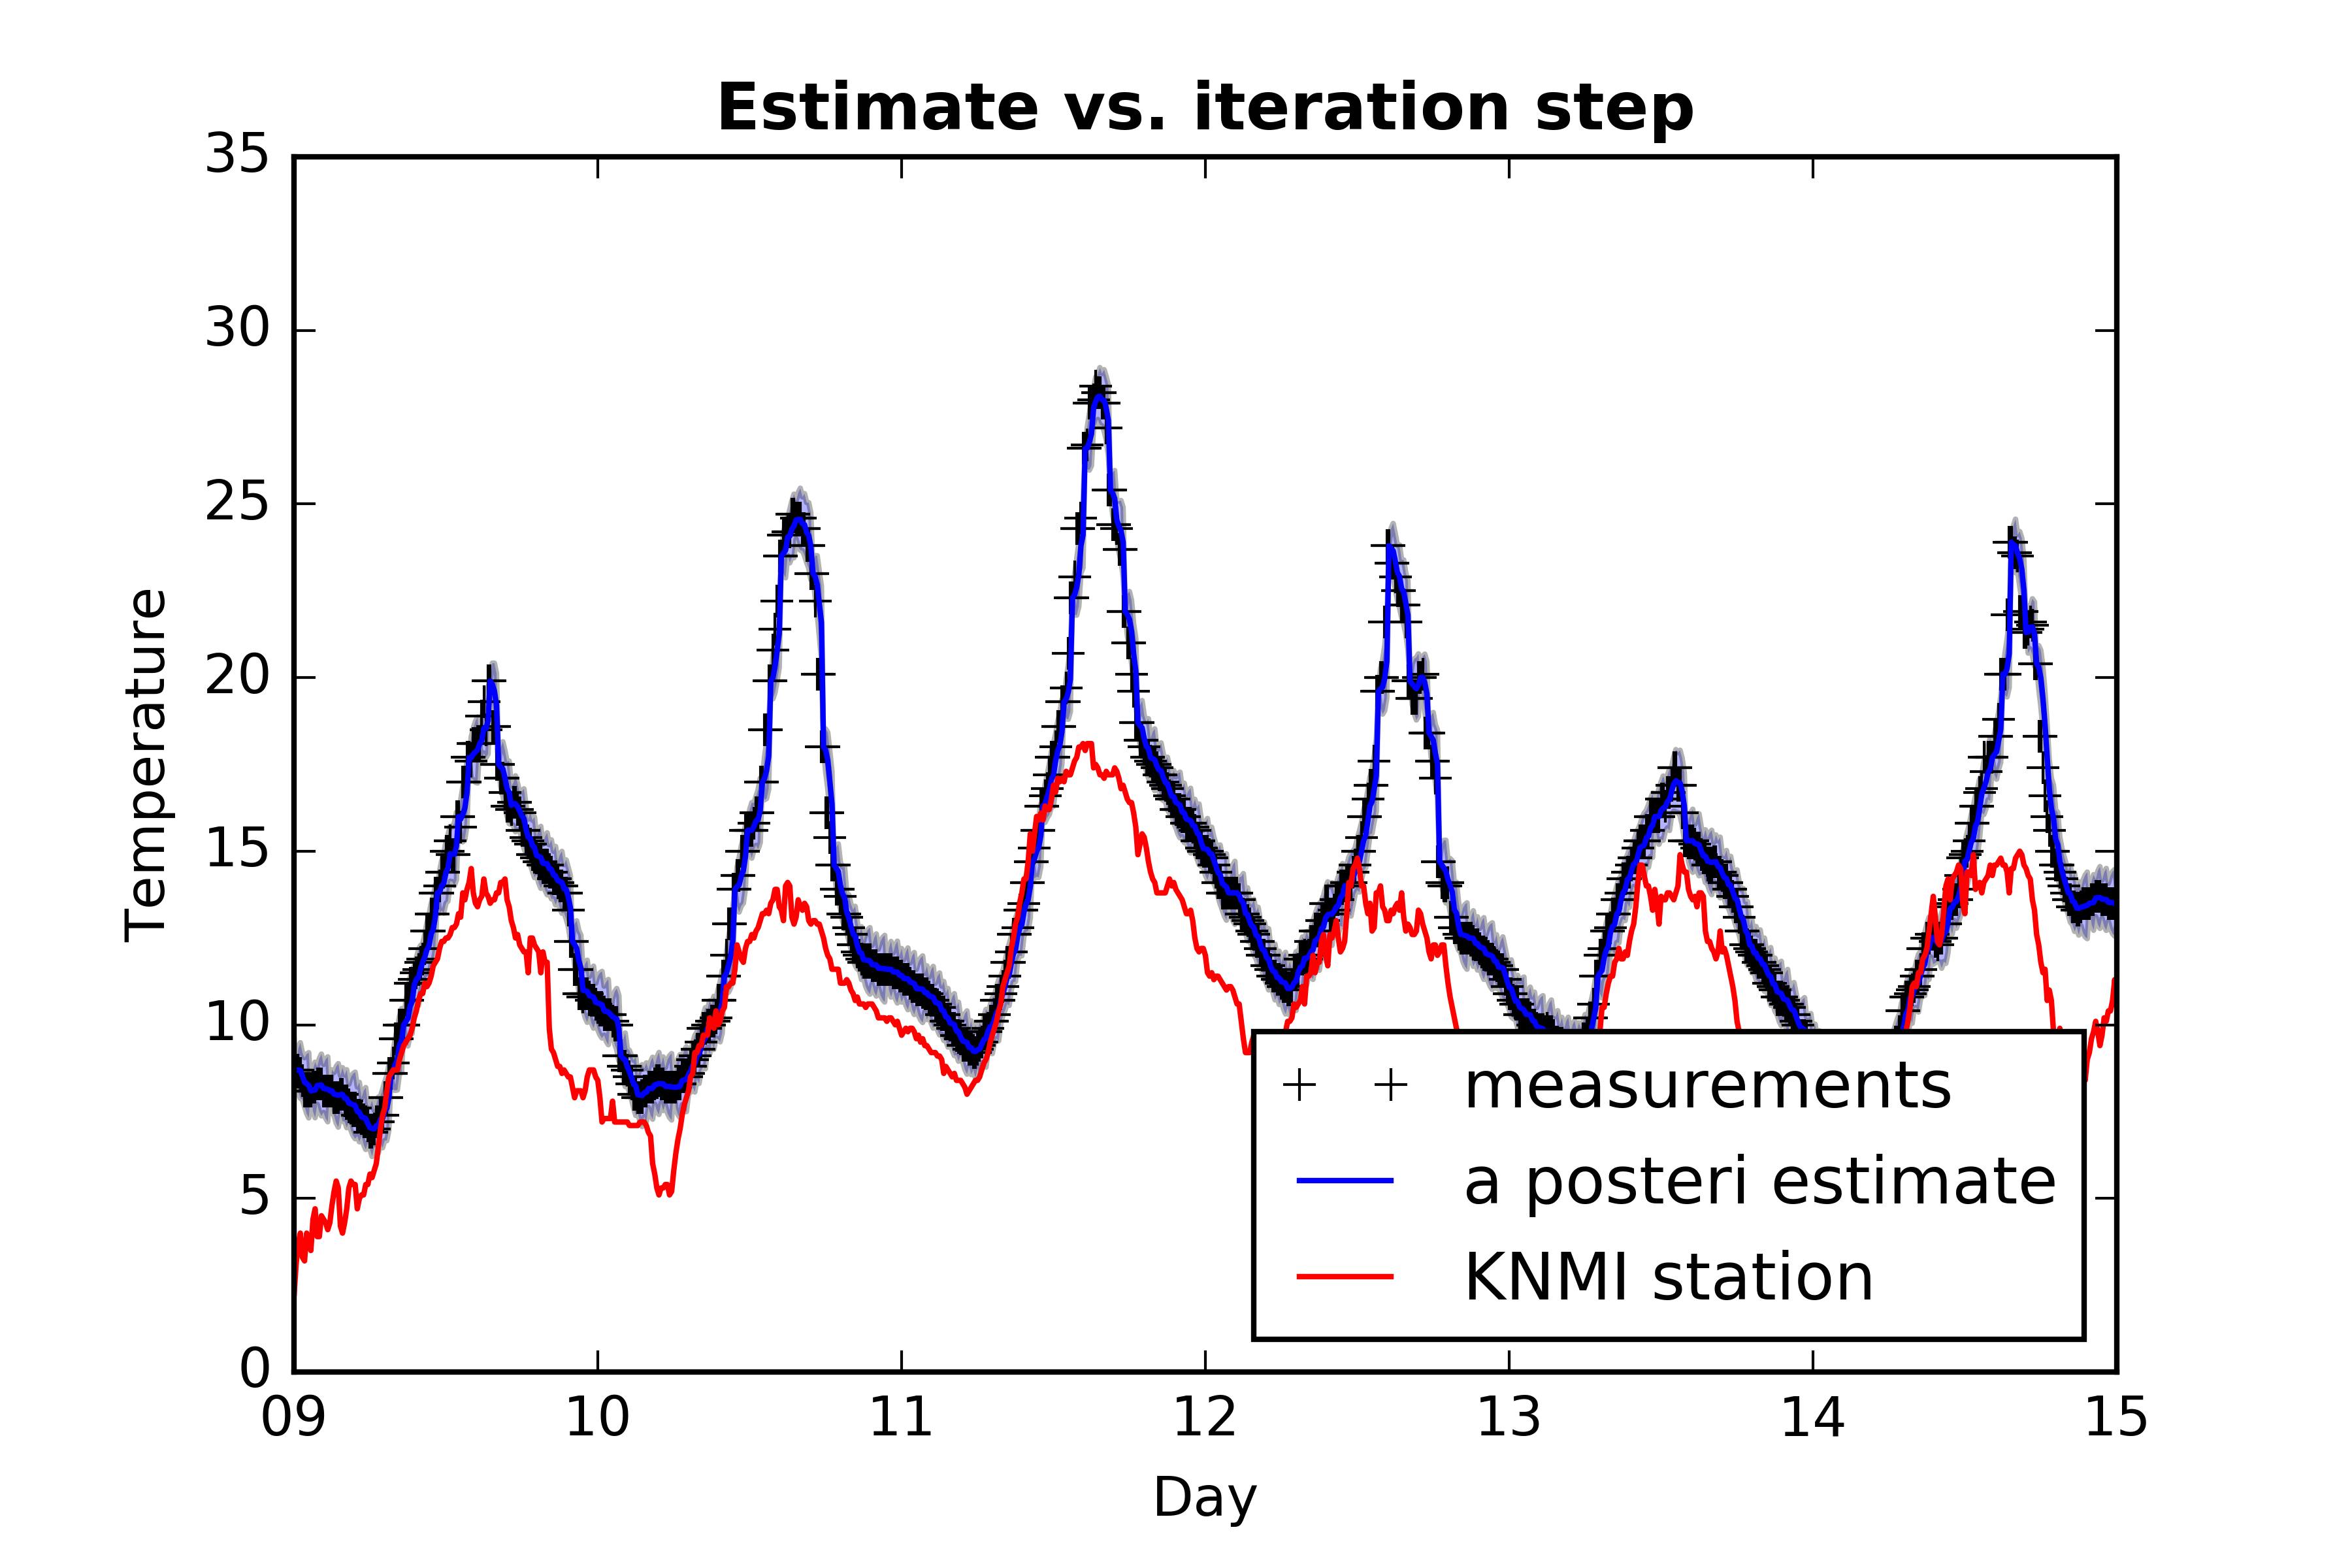 Estimate vs. iteration step
35
30
25
20
15
10
5
0
Temperature
09 10 11 12 13 14 15
Day
measurements
a posteri estimate
KNMI station